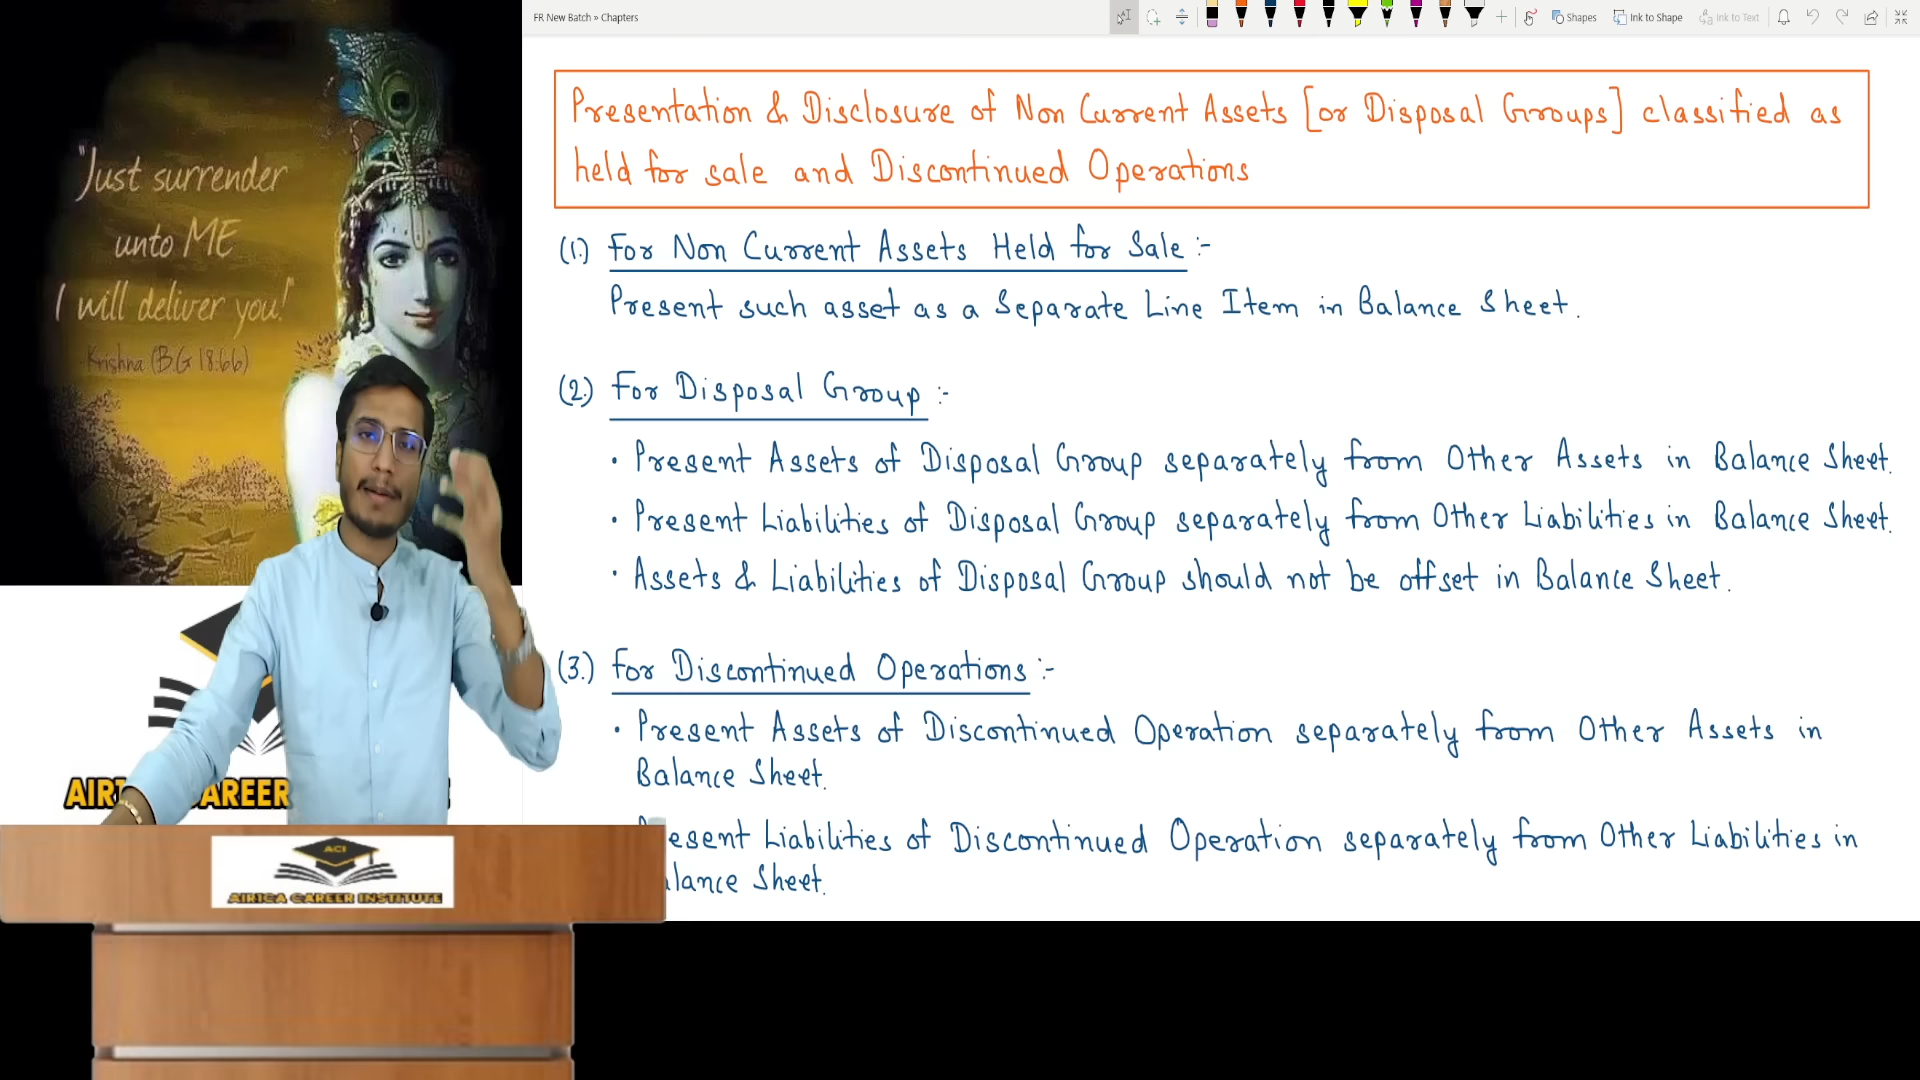 FR New Batch » Chapters
Shapes
Ink to Shape
Ink to Text
Presentation & Disclosure of Non Current Assets [or Disposal Groups] classified as
held for sale and Discontinued Operations
"Just surrender
unto ME
I will deliver you!"
Krishna (B.G 18:66)
(1.) For Non Current Assets Held for Sale :-
Present such asset as a Separate Line Item in Balance Sheet.
(2.) For Disposal Group :-
• Present Assets of Disposal Group separately from Other Assets in Balance Sheet.
• Present Liabilities of Disposal Group separately from Other Liabilities in Balance Sheet.
• Assets & Liabilities of Disposal Group should not be offset in Balance Sheet.
(3.) For Discontinued Operations :-
• Present Assets of Discontinued Operation separately from Other Assets in
Balance Sheet.
esent Liabilities of Discontinued Operation separately from Other Liabilities in
lance Sheet.
AIRI AREER
ACI
AIRICA CAREER INSTITUTE